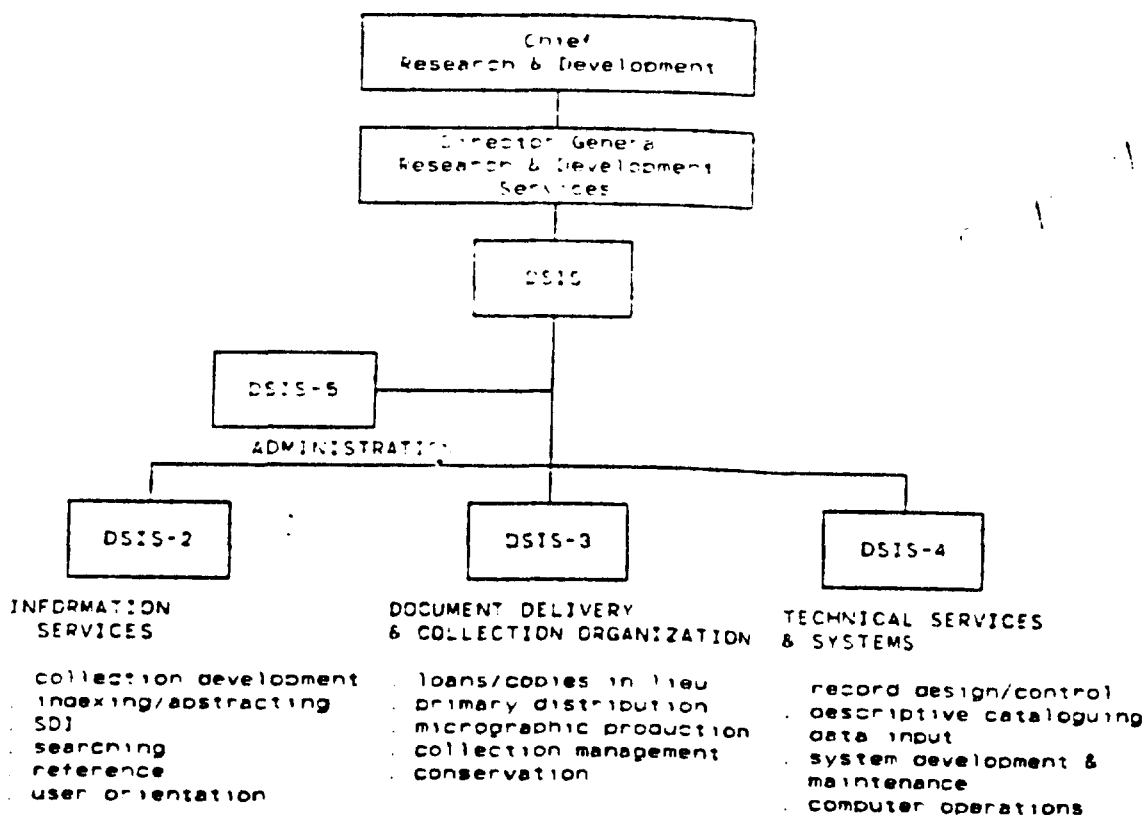 Chief
Research & Development
Director General
Research & Development
Services
DSIS
DSIS-5
ADMINISTRATION
DSIS-2
DSIS-3
DSIS-4
INFORMATION
SERVICES
collection development
. indexing/abstracting
. SDI
. searching
. reference
. user orientation
DOCUMENT DELIVERY
& COLLECTION ORGANIZATION
. loans/copies in lieu
. primary distribution
. micrographic production
. collection management
. conservation
TECHNICAL SERVICES
& SYSTEMS
record design/control
. descriptive cataloguing
data input
. system development &
maintenance
. computer operations